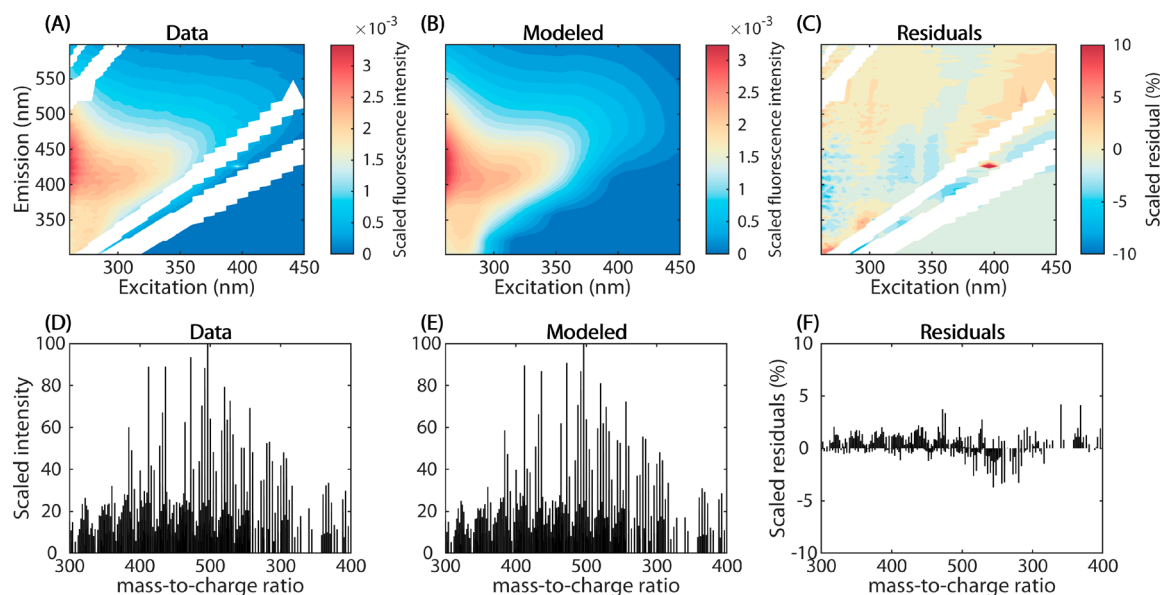 (A) Data ×10⁻³
550
500
450
400
350
300 350 400 450
Emission (nm)
Excitation (nm)
3
2.5
2
1.5
1
0.5
0
Scaled fluorescence intensity
(B) Modeled ×10⁻³
300 350 400 450
Excitation (nm)
3
2.5
2
1.5
1
0.5
0
Scaled fluorescence intensity
(C) Residuals
300 350 400 450
Excitation (nm)
10
5
0
-5
-10
Scaled residual (%)
(D) Data
100
80
60
40
20
0
Scaled intensity
300 400 500 300 400
mass-to-charge ratio
(E) Modeled
100
80
60
40
20
0
300 400 500 300 400
mass-to-charge ratio
(F) Residuals
10
5
0
-5
-10
Scaled residuals (%)
300 400 500 300 400
mass-to-charge ratio